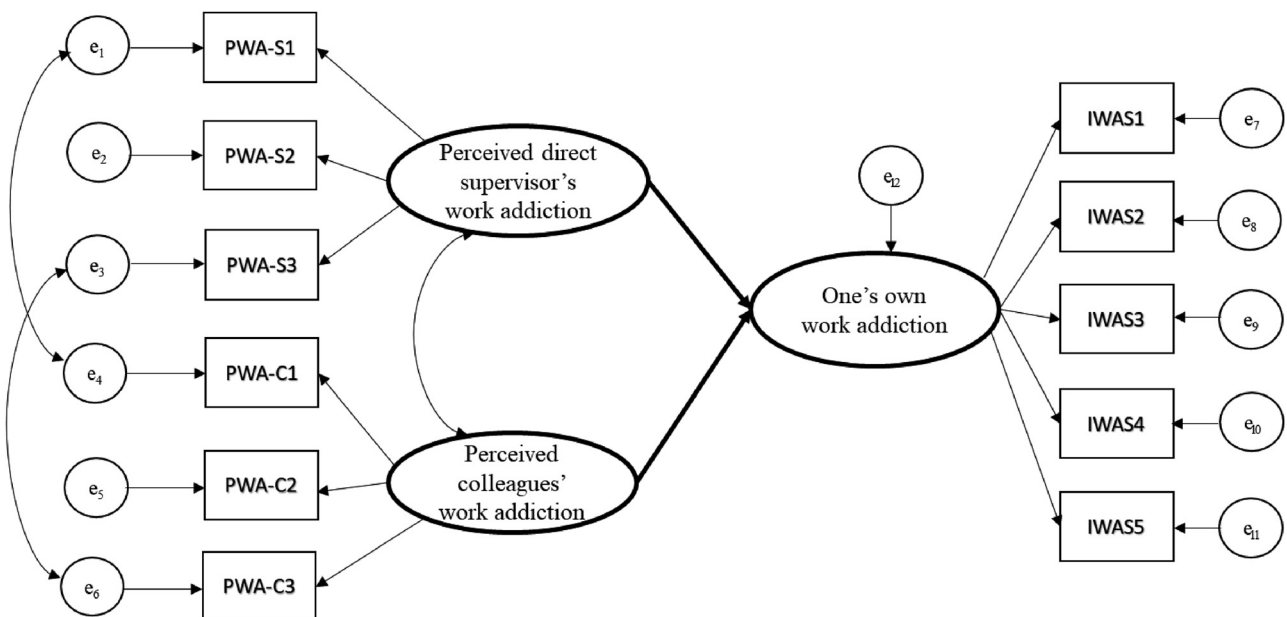 e1
PWA-S1
e2
PWA-S2
e3
PWA-S3
e4
PWA-C1
e5
PWA-C2
e6
PWA-C3
Perceived direct
supervisor’s
work addiction
Perceived
colleagues’
work addiction
e12
One’s own
work addiction
IWAS1
e7
IWAS2
e8
IWAS3
e9
IWAS4
e10
IWAS5
e11